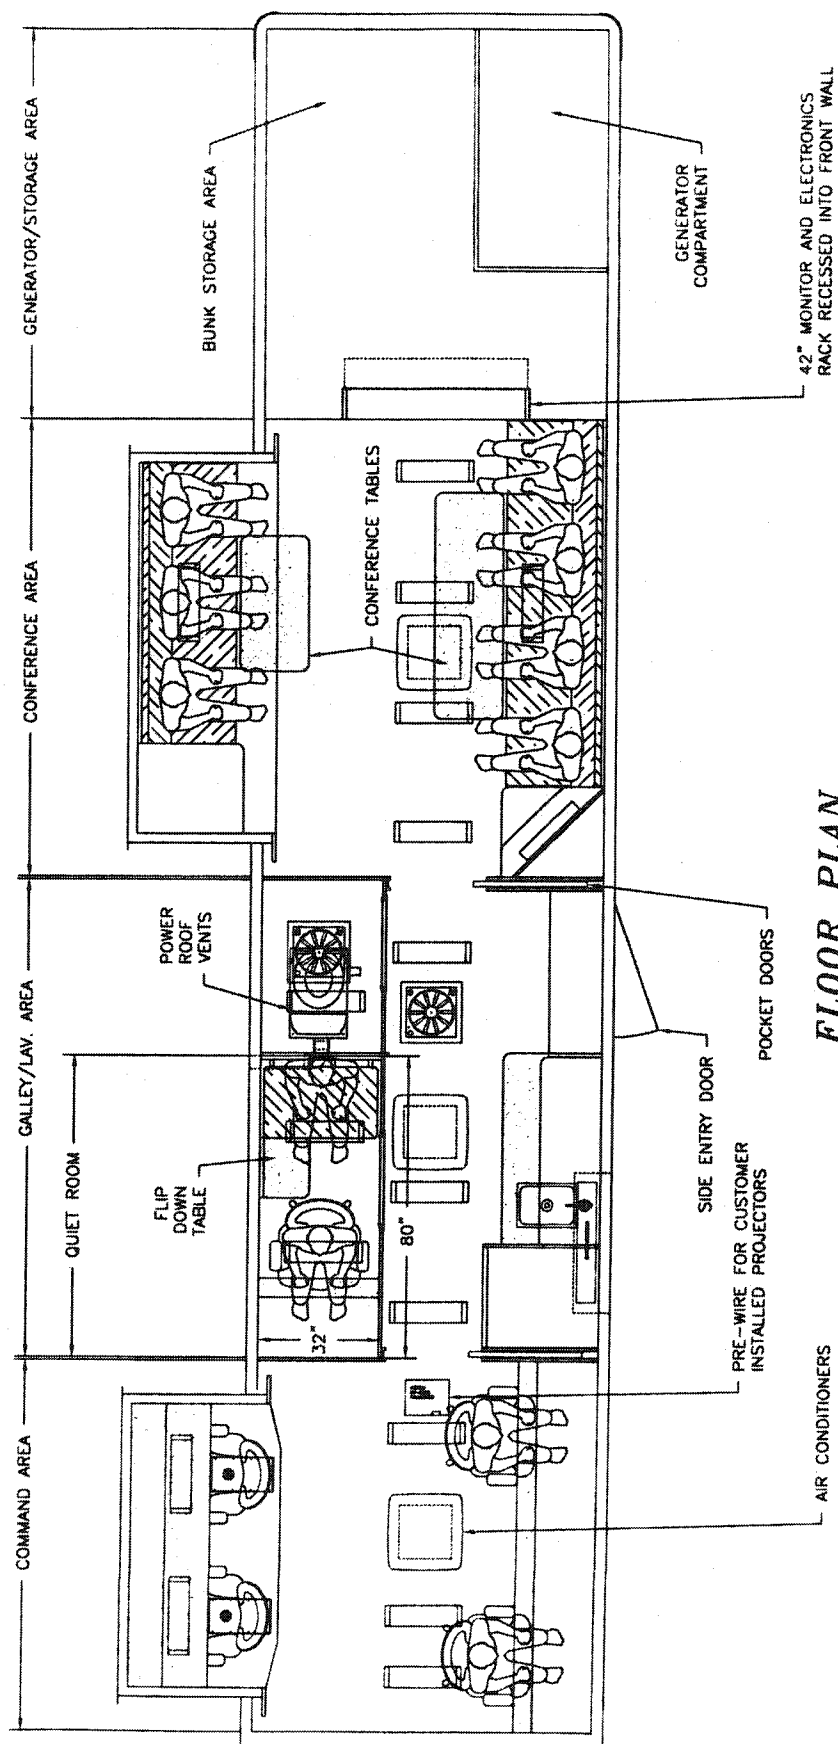 COMMAND AREA
GALLEY/LAV. AREA
CONFERENCE AREA
GENERATOR/STORAGE AREA
QUIET ROOM
FLIP
DOWN
TABLE
POWER
ROOF
VENTS
BUNK STORAGE AREA
32"
80"
CONFERENCE TABLES
GENERATOR
COMPARTMENT
42" MONITOR AND ELECTRONICS
RACK RECESSED INTO FRONT WALL
AIR CONDITIONERS
PRE-WIRE FOR CUSTOMER
INSTALLED PROJECTORS
SIDE ENTRY DOOR
POCKET DOORS
FLOOR PLAN